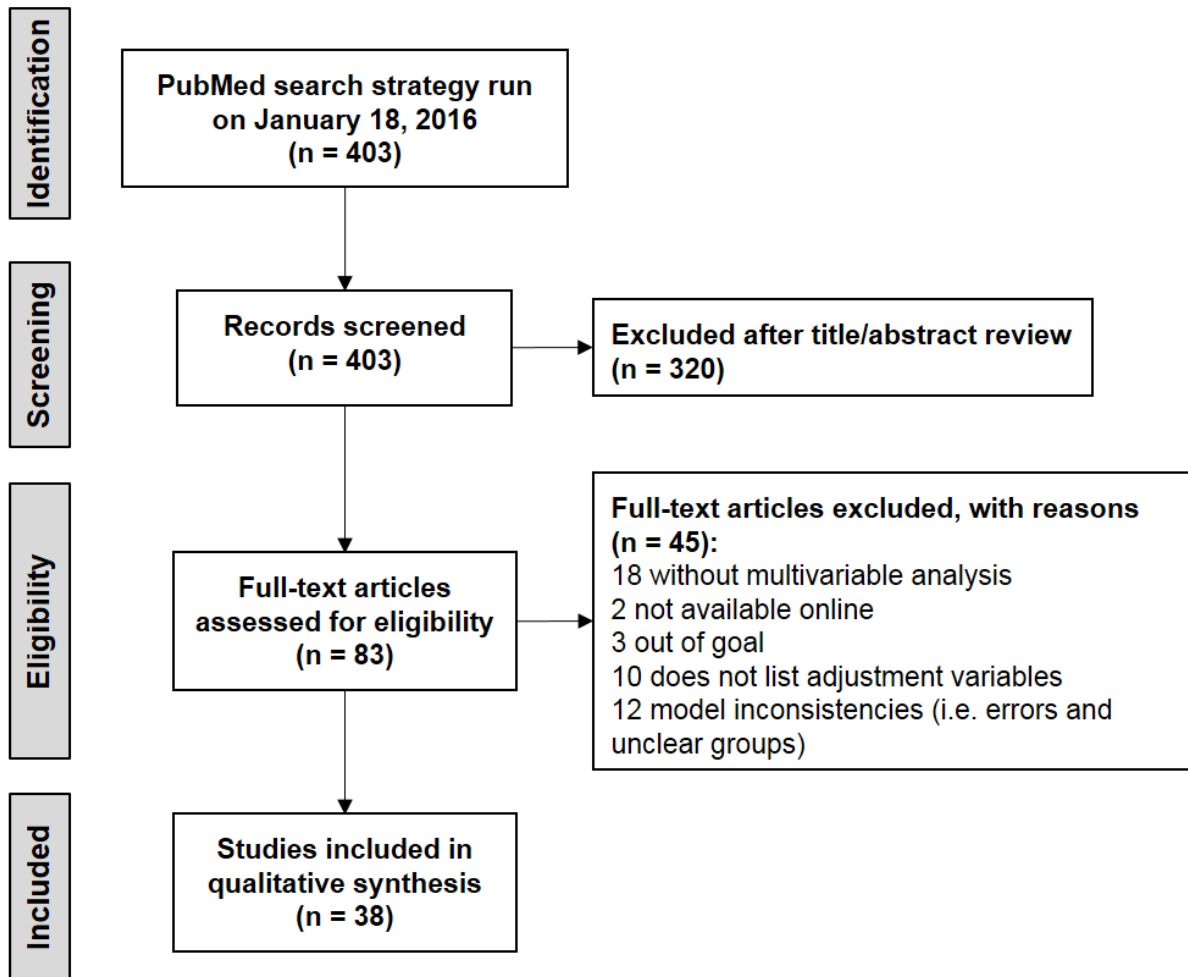 Identification
PubMed search strategy run
on January 18, 2016
(n = 403)
Screening
Records screened
(n = 403)
Excluded after title/abstract review
(n = 320)
Eligibility
Full-text articles
assessed for eligibility
(n = 83)
Full-text articles excluded, with reasons
(n = 45):
18 without multivariable analysis
2 not available online
3 out of goal
10 does not list adjustment variables
12 model inconsistencies (i.e. errors and
unclear groups)
Included
Studies included in
qualitative synthesis
(n = 38)